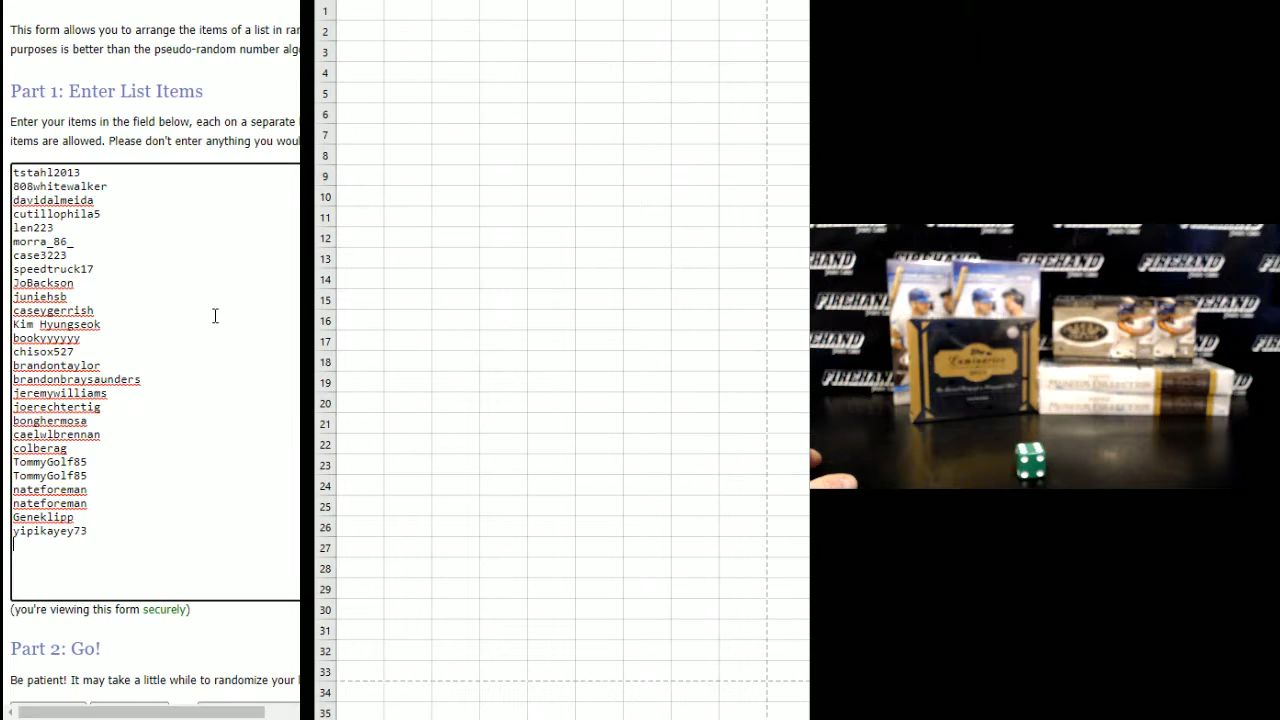 This form allows you to arrange the items of a list in ra
purposes is better than the pseudo-random number alg
Part 1: Enter List Items
Enter your items in the field below, each on a separate
items are allowed. Please don't enter anything you woul
tstahl2013
808whitewalker
davidalmeida
cutillophila5
len223
morra_86_
case3223
speedtruck17
JoBackson
juniehsb
caseygerrish
Kim Hyungseok
bookyyyyyy
chisox527
brandontaylor
brandonbraysaunders
jeremywilliams
joerechtertig
bonghermosa
caelwlbrennan
colberag
TommyGolf85
TommyGolf85
nateforeman
nateforeman
Geneklipp
yipikayey73
(you're viewing this form securely)
Part 2: Go!
Be patient! It may take a little while to randomize your
1
2
3
4
5
6
7
8
9
10
11
12
13
14
15
16
17
18
19
20
21
22
23
24
25
26
27
28
29
30
31
32
33
34
35
FIREHAND
FIREHAND
FIREHAND
FIREHAND
FIREHAND
Luminaries
MUSEUM COLLECTION
MUSEUM COLLECTION